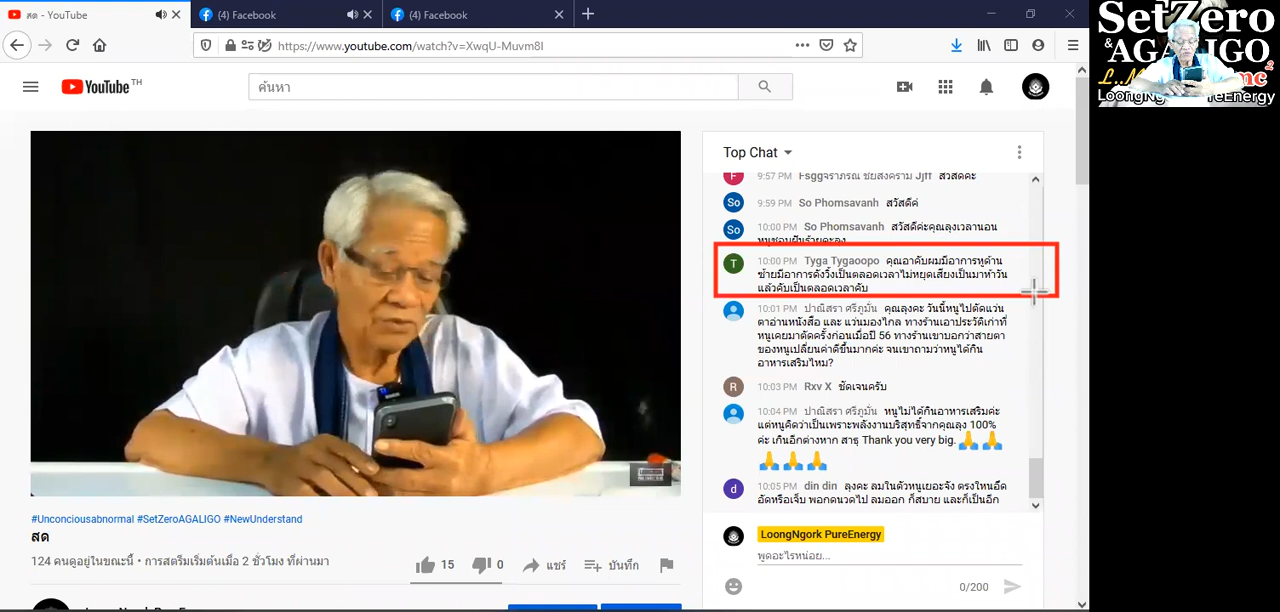 สด - YouTube
(4) Facebook
(4) Facebook
https://www.youtube.com/watch?v=XwqU-Muvm8I
SetZero
&AGALIGO
LoongNg
reEnergy
YouTube TH
ค้นหา
Top Chat
9:57 PM Fsggจราภรณ์ ชัยสงคราม Jjff สวัสดีค่ะ
So 9:59 PM So Phomsavanh สวัสดีค่
So 10:00 PM So Phomsavanh สวัสดีค่ะคุณลุงเวลานอน
หนูชอบฝันร้ายคะลุง
T 10:00 PM Tyga Tygaoopo คุณอาคับผมมีอาการหูด้าน
ซ้ายมีอาการดังวิ้งเป็นตลอดเวลาไม่หยุดเสียงเป็นมาห้าวัน
แล้วคับเป็นตลอดเวลาคับ
10:01 PM ปาณิสรา ศรีภูมั่น คุณลุงคะ วันนี้หนูไปตัดแว่น
ตาอ่านหนังสือ และ แว่นมองไกล ทางร้านเอาประวัติเก่าที่
หนูเคยมาตัดครั้งก่อนเมื่อปี 56 ทางร้านเขาบอกว่าสายตา
ของหนูเปลี่ยนค่าดีขึ้นมากค่ะ จนเขาถามว่าหนูได้กิน
อาหารเสริมไหม?
R 10:03 PM Rxv X ชัดเจนครับ
10:04 PM ปาณิสรา ศรีภูมั่น หนูไม่ได้กินอาหารเสริมค่ะ
แต่หนูคิดว่าเป็นเพราะพลังงานบริสุทธิ์จากคุณลุง 100%
ค่ะ เกินอีกต่างหาก สาธุ Thank you very big. 🙏🙏
🙏🙏🙏
d 10:05 PM din din ลุงคะ ลมในตัวหนูเยอะจัง ตรงไหนอึด
อัดหรือเจ็บ พอกดนวดไป ลมออก ก็สบาย และก็เป็นอีก
LoongNgork PureEnergy
พูดอะไรหน่อย...
0/200
#Unconciousabnormal #SetZeroAGALIGO #NewUnderstand
สด
124 คนดูอยู่ในขณะนี้ • การสตรีมเริ่มต้นเมื่อ 2 ชั่วโมง ที่ผ่านมา
15 0 แชร์ บันทึก